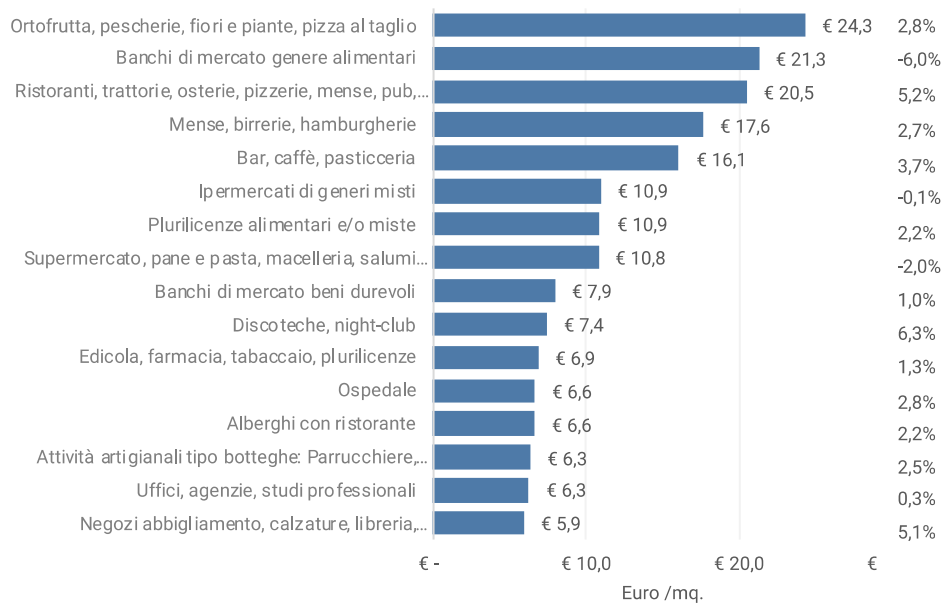 Ortofrutta, pescherie, fiori e piante, pizza al taglio € 24,3 2,8%
Banchi di mercato genere alimentari € 21,3 -6,0%
Ristoranti, trattorie, osterie, pizzerie, mense, pub,... € 20,5 5,2%
Mense, birrerie, hamburgherie € 17,6 2,7%
Bar, caffè, pasticceria € 16,1 3,7%
Ipermercati di generi misti € 10,9 -0,1%
Plurilicenze alimentari e/o miste € 10,9 2,2%
Supermercato, pane e pasta, macelleria, salumi... € 10,8 -2,0%
Banchi di mercato beni durevoli € 7,9 1,0%
Discoteche, night-club € 7,4 6,3%
Edicola, farmacia, tabaccaio, plurilicenze € 6,9 1,3%
Ospedale € 6,6 2,8%
Alberghi con ristorante € 6,6 2,2%
Attività artigianali tipo botteghe: Parrucchiere,... € 6,3 2,5%
Uffici, agenzie, studi professionali € 6,3 0,3%
Negozi abbigliamento, calzature, libreria,... € 5,9 5,1%
€ - € 10,0 € 20,0 €
Euro /mq.